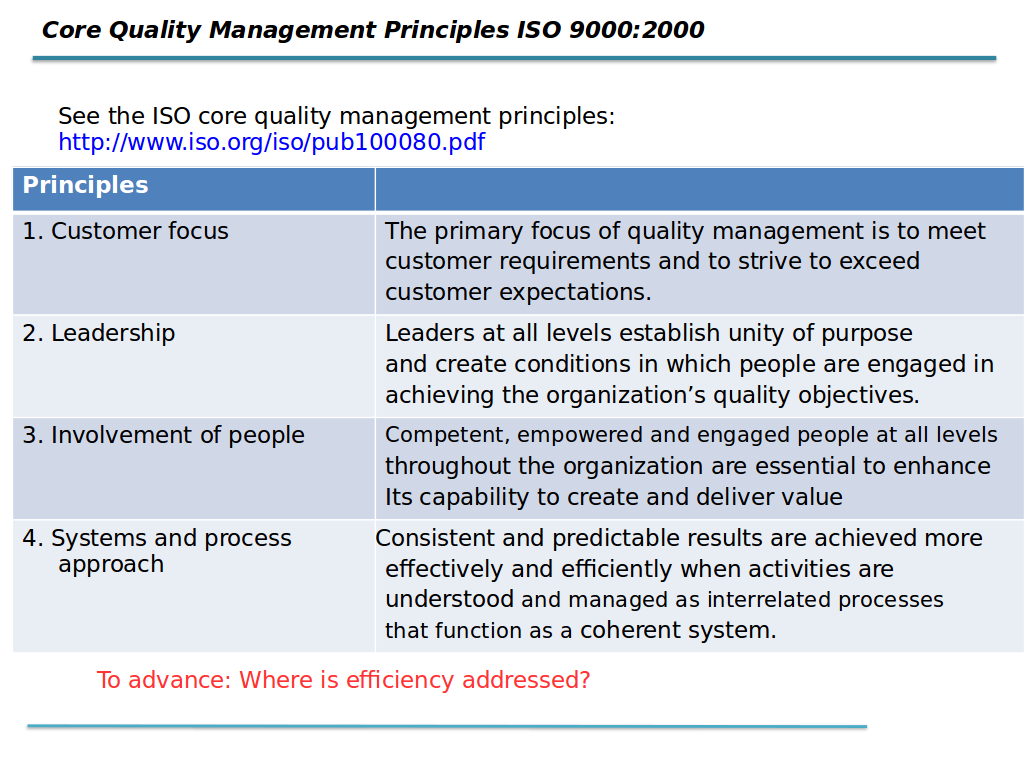 Core Quality Management Principles ISO 9000:2000
See the ISO core quality management principles:
http://www.iso.org/iso/pub100080.pdf
Principles
1. Customer focus
The primary focus of quality management is to meet
customer requirements and to strive to exceed
customer expectations.
2. Leadership
Leaders at all levels establish unity of purpose
and create conditions in which people are engaged in
achieving the organization’s quality objectives.
3. Involvement of people
Competent, empowered and engaged people at all levels
throughout the organization are essential to enhance
Its capability to create and deliver value
4. Systems and process
approach
Consistent and predictable results are achieved more
effectively and efficiently when activities are
understood and managed as interrelated processes
that function as a coherent system.
To advance: Where is efficiency addressed?